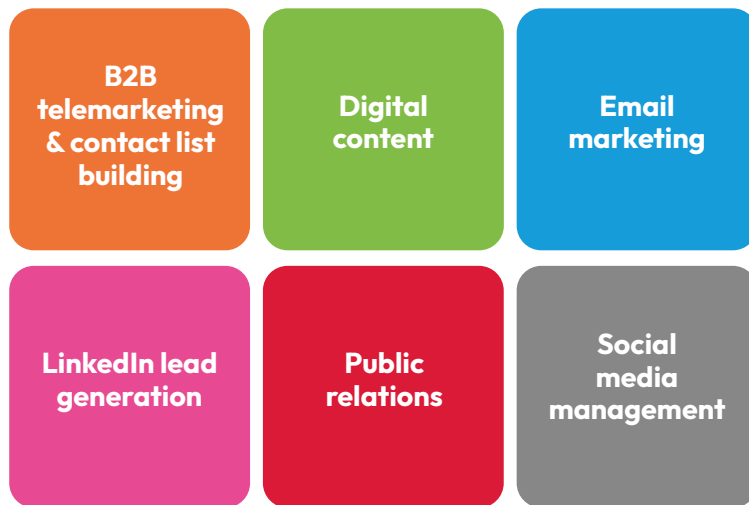 B2B
telemarketing
& contact list
building
Digital
content
Email
marketing
LinkedIn lead
generation
Public
relations
Social
media
management